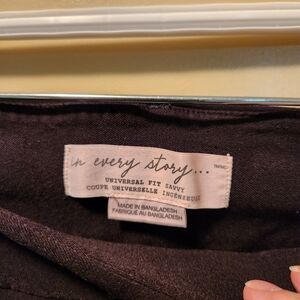 in every story...
UNIVERSAL FIT SAVVY
COUPE UNIVERSELLE INGÉNIEUSE
MADE IN BANGLADESH
FABRIQUÉ AU BANGLADESH